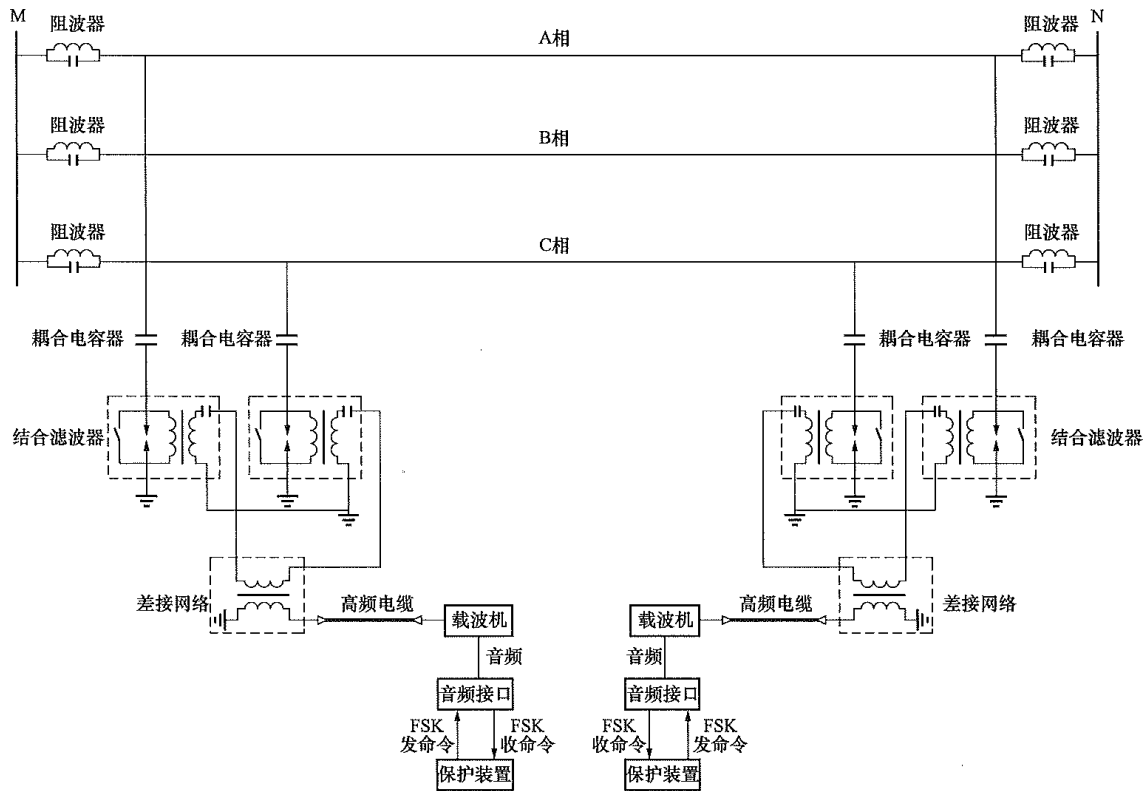 M
阻波器
A相
阻波器
N
阻波器
B相
阻波器
阻波器
C相
阻波器
耦合电容器
耦合电容器
耦合电容器
耦合电容器
结合滤波器
结合滤波器
差接网络
高频电缆
载波机
载波机
高频电缆
差接网络
音频
音频
音频接口
音频接口
FSK
发命令
FSK
收命令
FSK
收命令
FSK
发命令
保护装置
保护装置